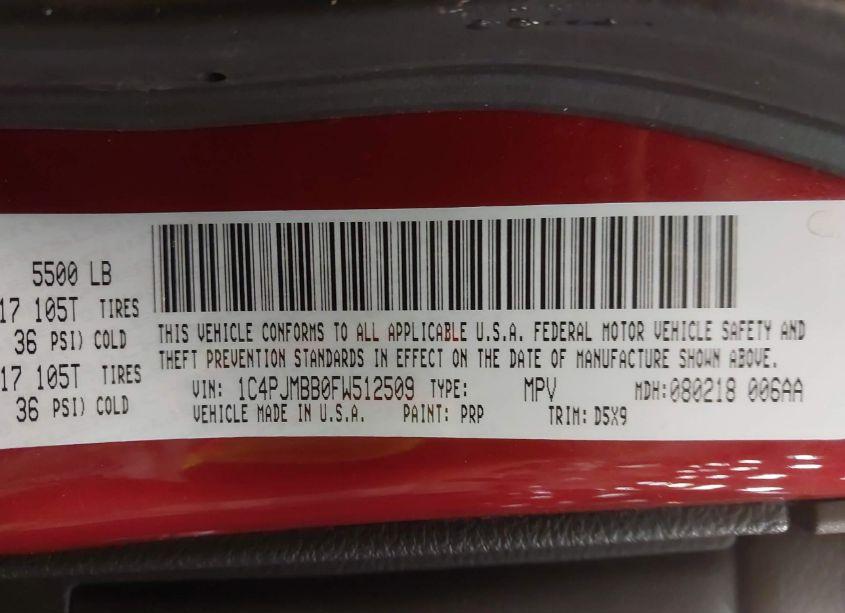 5500 LB
17 105T TIRES
36 PSI) COLD
17 105T TIRES
36 PSI) COLD
THIS VEHICLE CONFORMS TO ALL APPLICABLE U.S.A. FEDERAL MOTOR VEHICLE SAFETY AND
THEFT PREVENTION STANDARDS IN EFFECT ON THE DATE OF MANUFACTURE SHOWN ABOVE.
VIN: 1C4PJMBB0FW512509 TYPE: MPV MDH:080218 006AA
VEHICLE MADE IN U.S.A. PAINT: PRP TRIM: D5X9